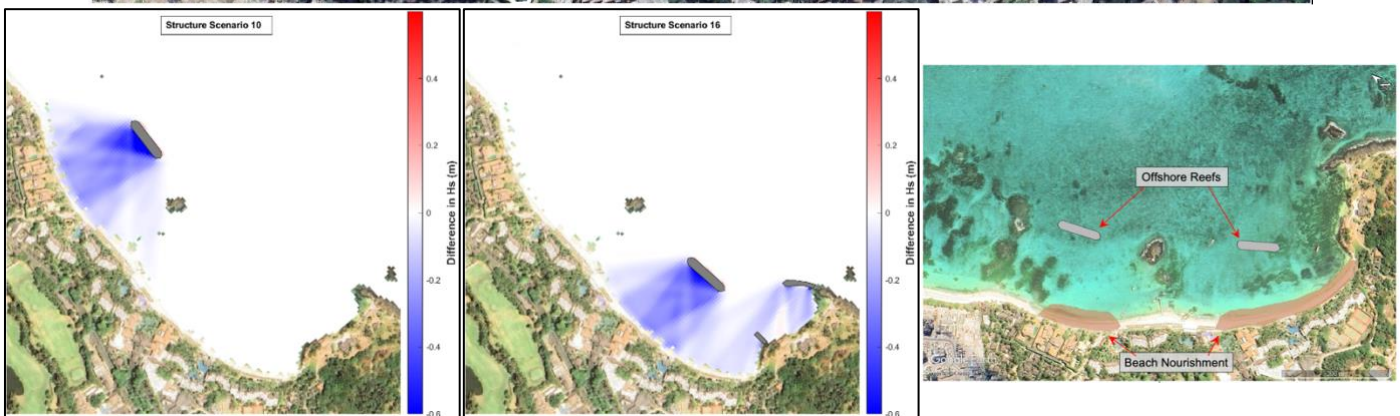 Structure Scenario 10
0.4
0.2
0
-0.2
-0.4
-0.6
Difference in Hs (m)
Structure Scenario 16
0.4
0.2
0
-0.2
-0.4
-0.6
Difference in Hs (m)
Offshore Reefs
Beach Nourishment
Google Earth